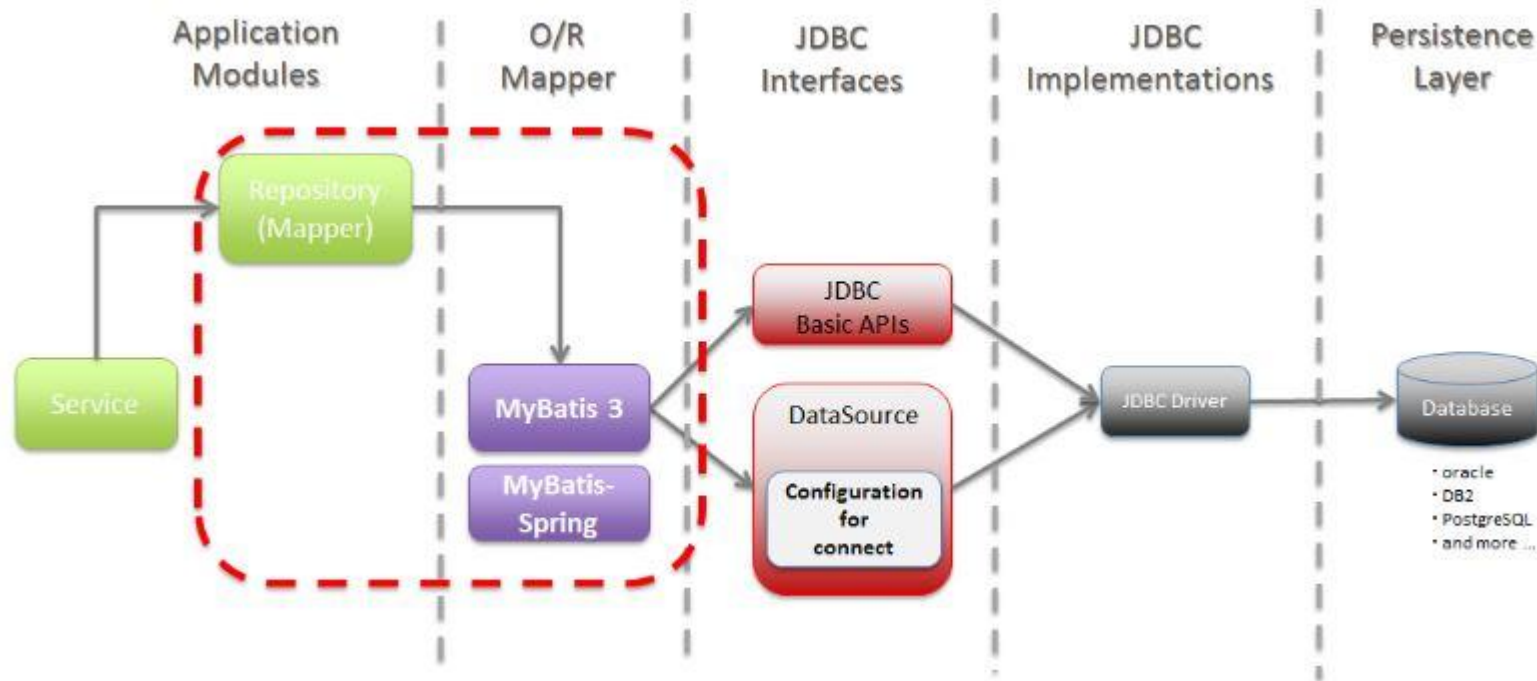 Application
Modules
O/R
Mapper
JDBC
Interfaces
JDBC
Implementations
Persistence
Layer
Repository
(Mapper)
Service
MyBatis 3
MyBatis-
Spring
JDBC
Basic APIs
DataSource
Configuration
for
connect
JDBC Driver
Database
• oracle
• DB2
• PostgreSQL
• and more ...